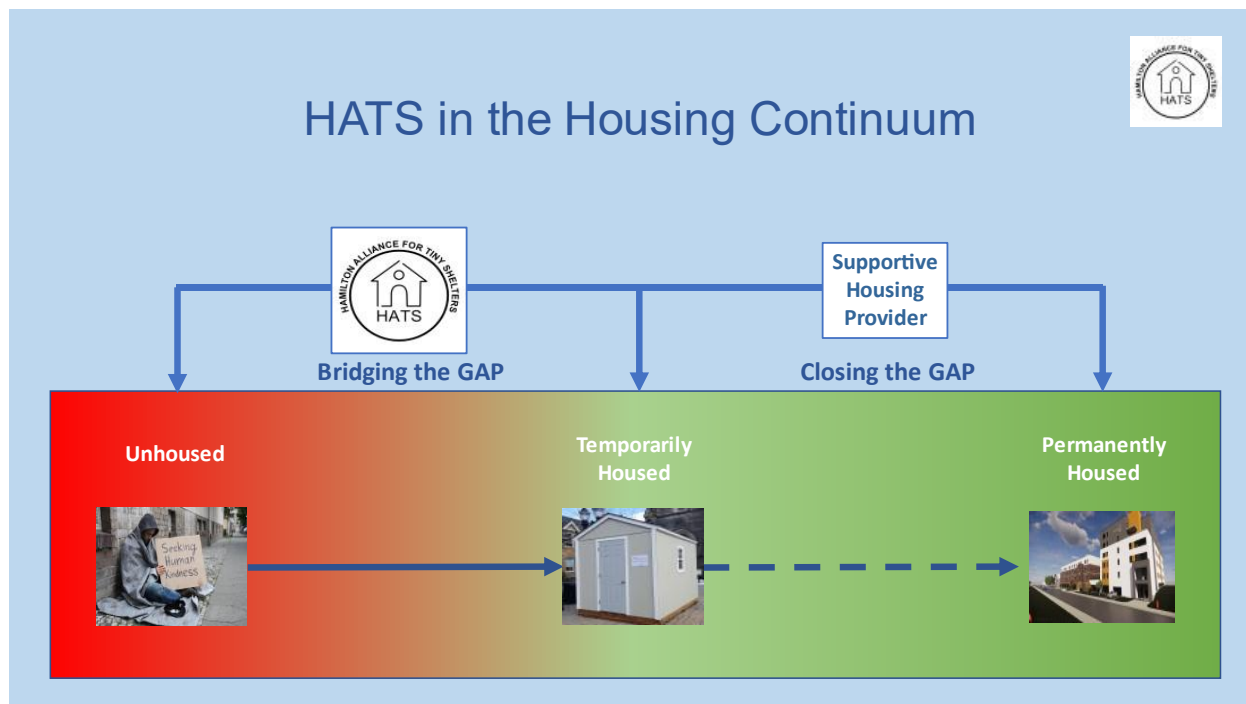 HAMILTON ALLIANCE FOR TINY SHELTERS
HATS
HATS in the Housing Continuum
HAMILTON ALLIANCE FOR TINY SHELTERS
HATS
Supportive
Housing
Provider
Bridging the GAP
Closing the GAP
Unhoused
Temporarily
Housed
Permanently
Housed
Seeking
Human
Kindness